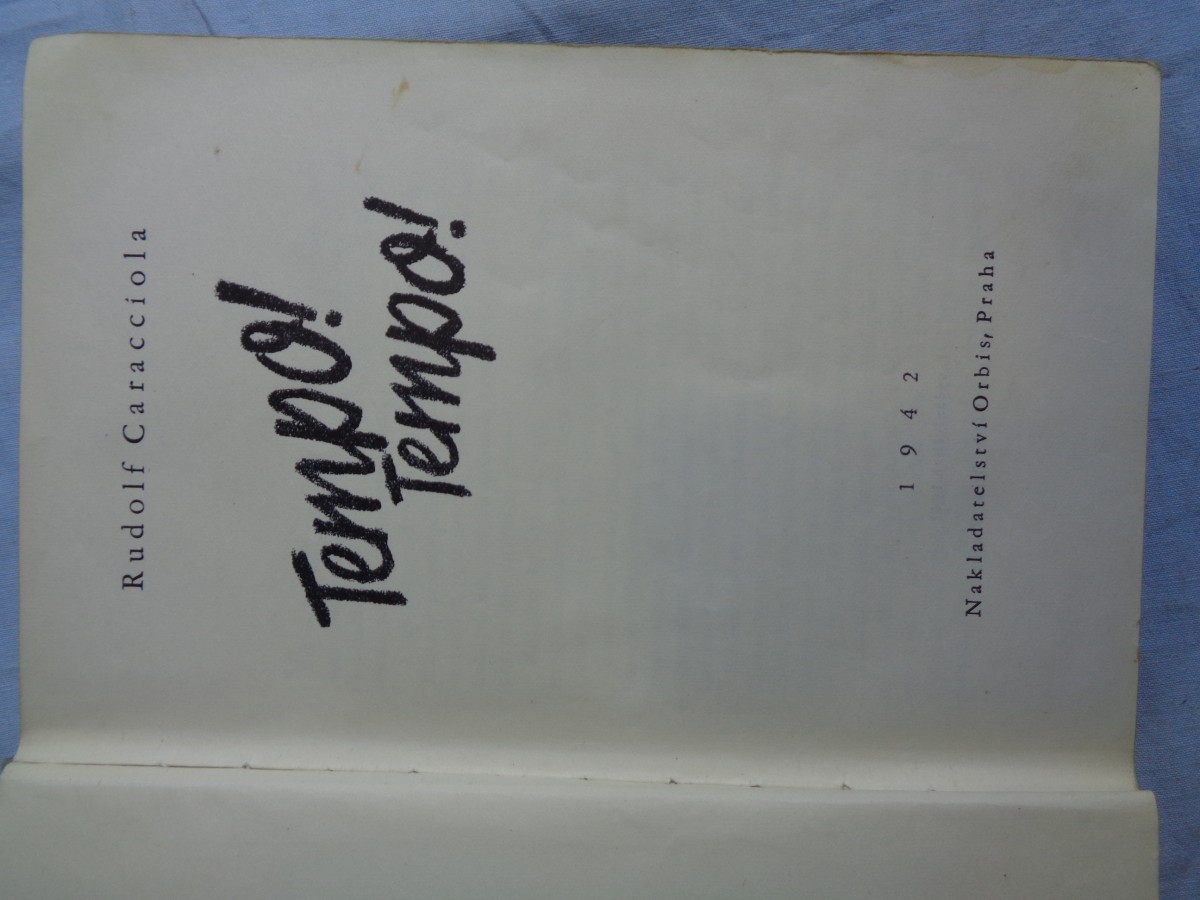 Rudolf Caracciola
Tempo!
Tempo!
1942
Nakladatelství Orbis, Praha